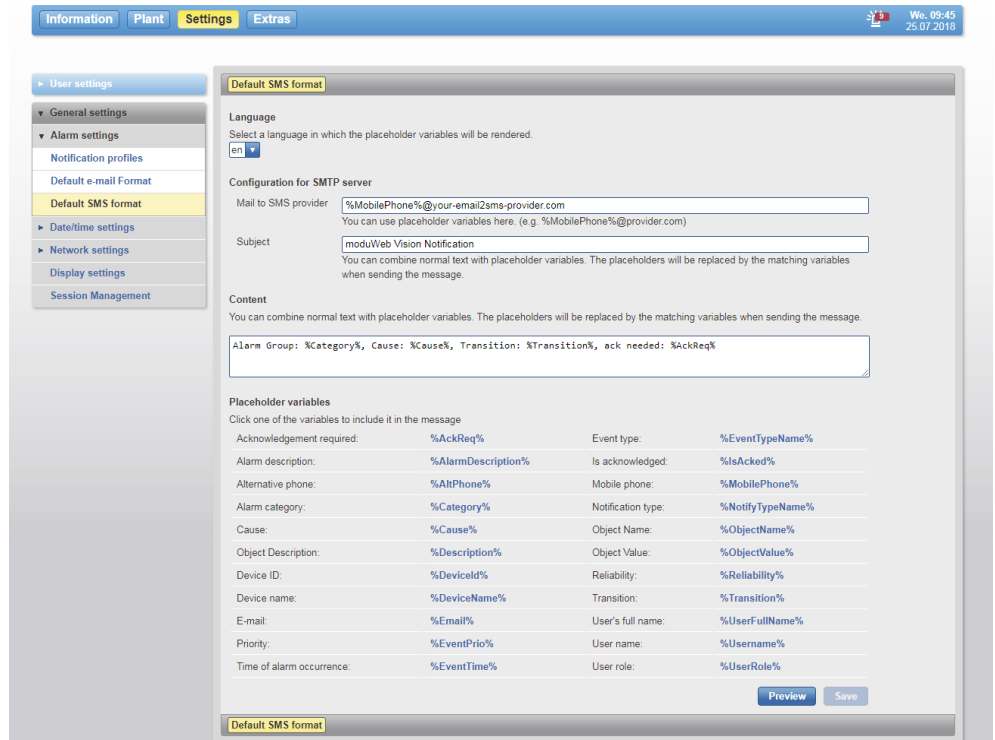 Information Plant Settings Extras
9
We. 09:45
25.07.2018
User settings
General settings
Alarm settings
Notification profiles
Default e-mail Format
Default SMS format
Date/time settings
Network settings
Display settings
Session Management
Default SMS format
Language
Select a language in which the placeholder variables will be rendered.
en
Configuration for SMTP server
Mail to SMS provider %MobilePhone%@your-email2sms-provider.com
You can use placeholder variables here. (e.g. %MobilePhone%@provider.com)
Subject moduWeb Vision Notification
You can combine normal text with placeholder variables. The placeholders will be replaced by the matching variables
when sending the message.
Content
You can combine normal text with placeholder variables. The placeholders will be replaced by the matching variables when sending the message.
Alarm Group: %Category%, Cause: %Cause%, Transition: %Transition%, ack needed: %AckReq%
Placeholder variables
Click one of the variables to include it in the message
Acknowledgement required: %AckReq% Event type: %EventTypeName%
Alarm description: %AlarmDescription% Is acknowledged: %IsAcked%
Alternative phone: %AltPhone% Mobile phone: %MobilePhone%
Alarm category: %Category% Notification type: %NotifyTypeName%
Cause: %Cause% Object Name: %ObjectName%
Object Description: %Description% Object Value: %ObjectValue%
Device ID: %DeviceId% Reliability: %Reliability%
Device name: %DeviceName% Transition: %Transition%
E-mail: %Email% User's full name: %UserFullName%
Priority: %EventPrio% User name: %Username%
Time of alarm occurrence: %EventTime% User role: %UserRole%
Preview Save
Default SMS format